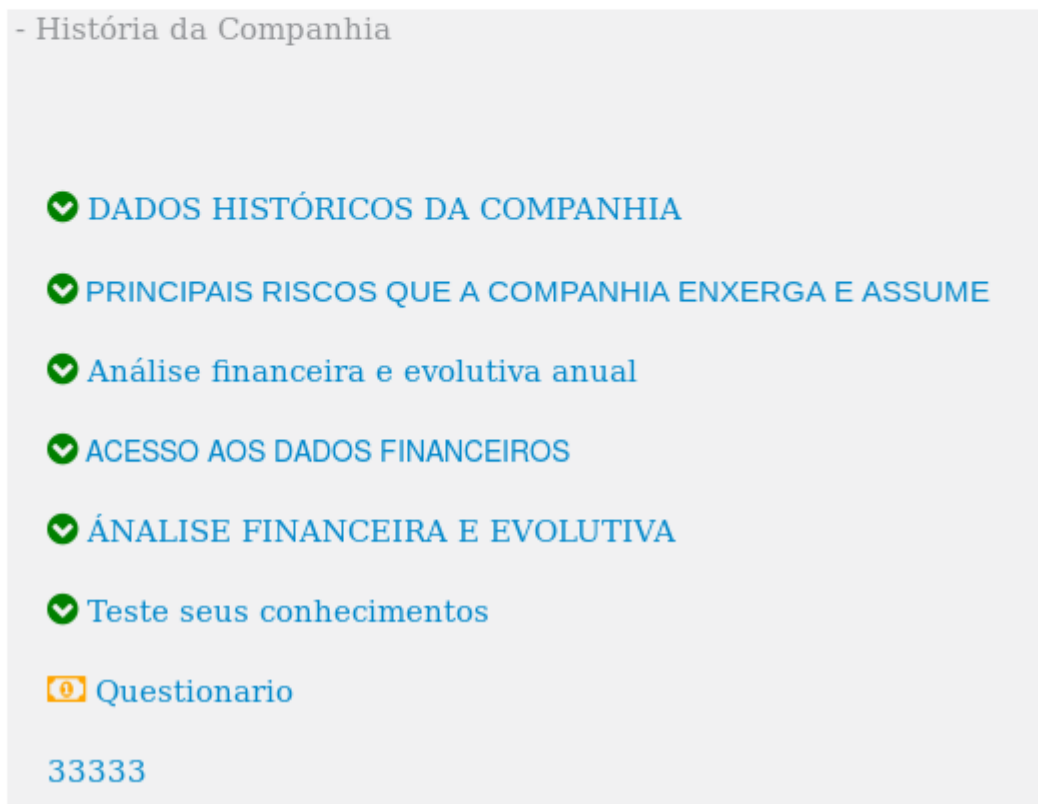 - História da Companhia
DADOS HISTÓRICOS DA COMPANHIA
PRINCIPAIS RISCOS QUE A COMPANHIA ENXERGA E ASSUME
Análise financeira e evolutiva anual
ACESSO AOS DADOS FINANCEIROS
ÁNALISE FINANCEIRA E EVOLUTIVA
Teste seus conhecimentos
Questionario
33333